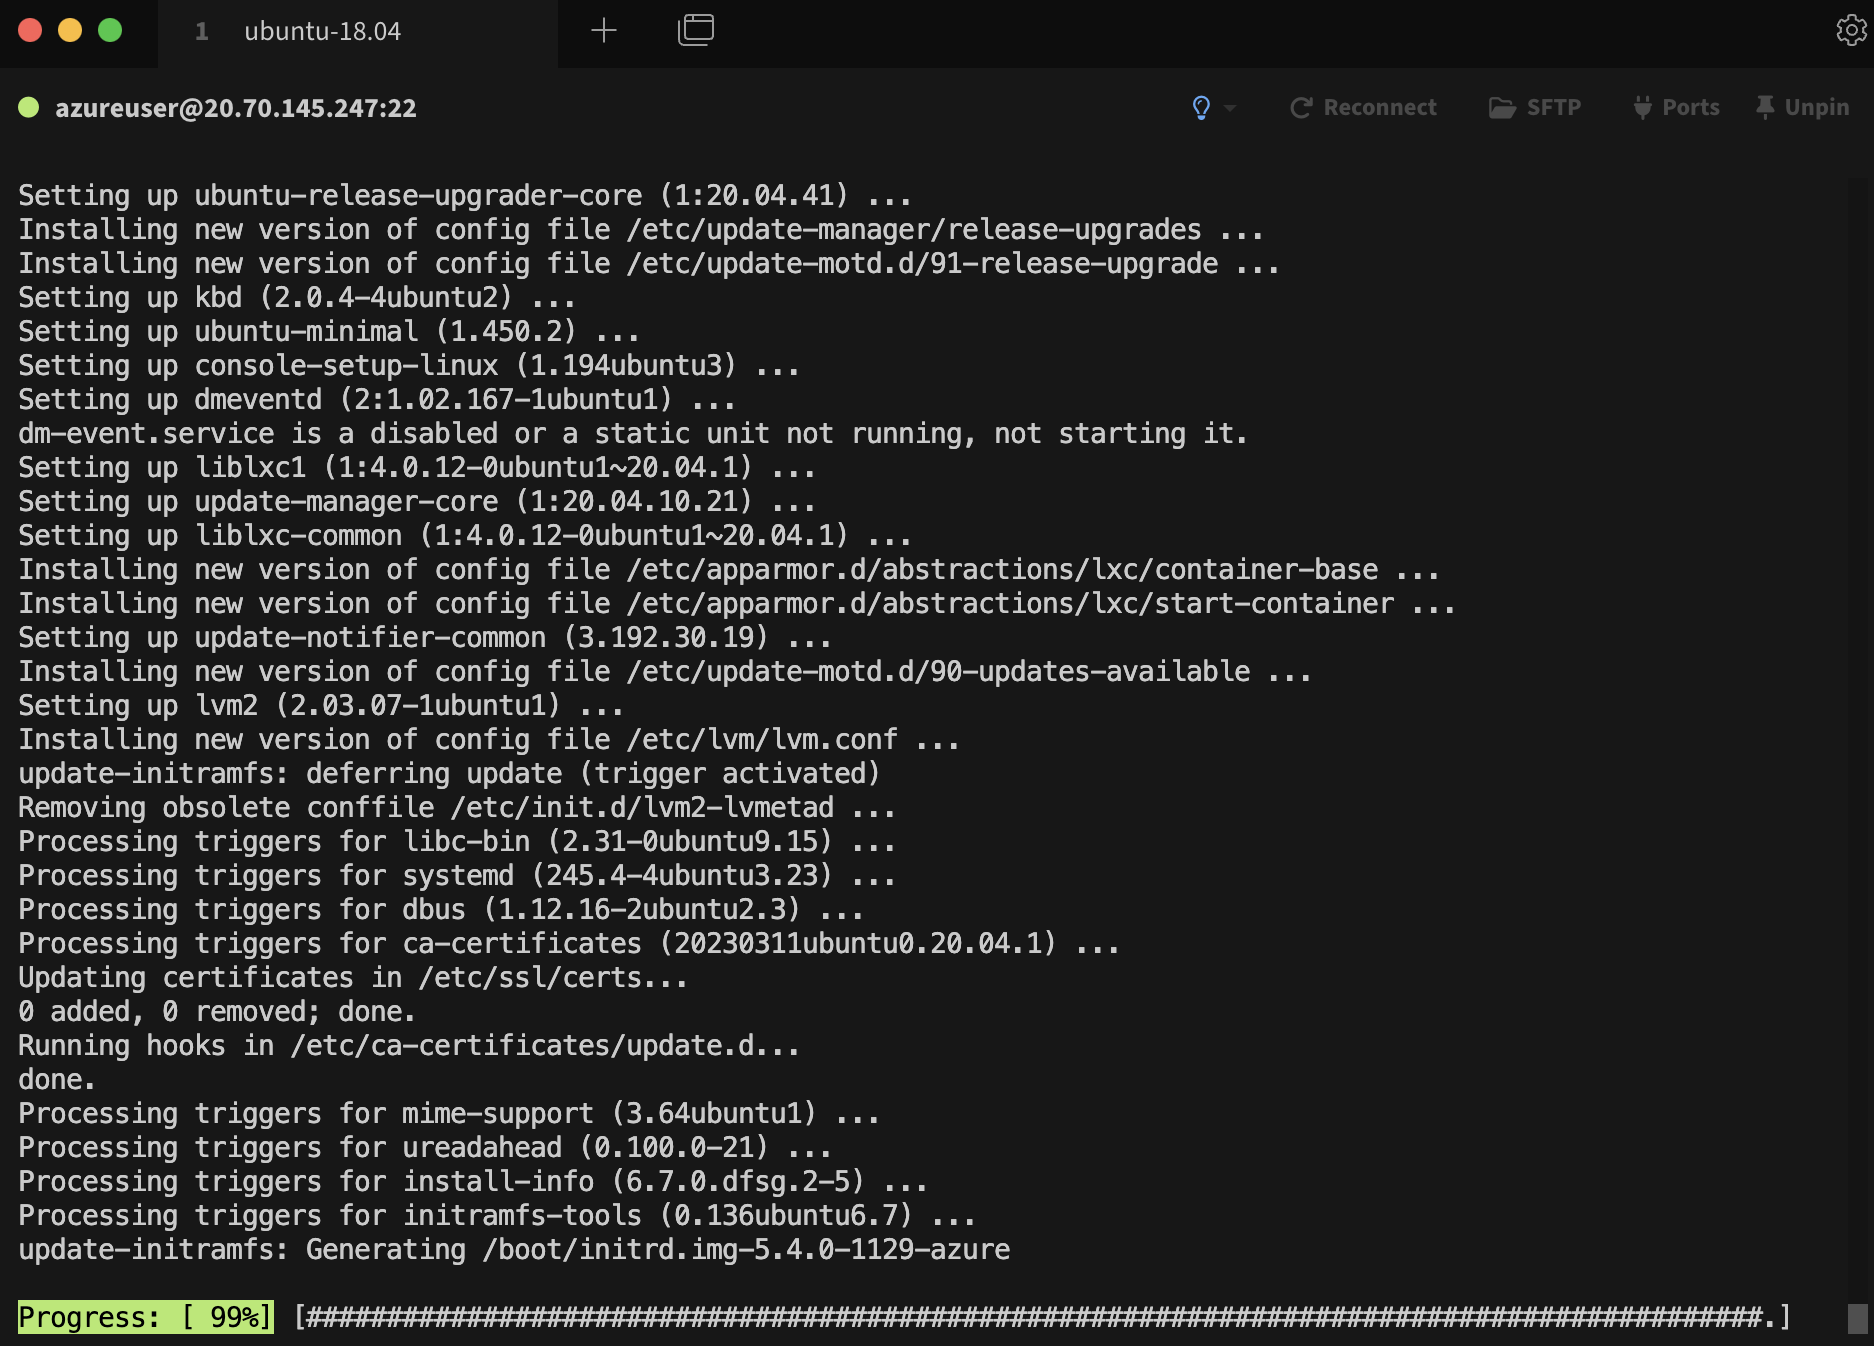 1 ubuntu-18.04
azureuser@20.70.145.247:22 Reconnect SFTP Ports Unpin
Setting up ubuntu-release-upgrader-core (1:20.04.41) ...
Installing new version of config file /etc/update-manager/release-upgrades ...
Installing new version of config file /etc/update-motd.d/91-release-upgrade ...
Setting up kbd (2.0.4-4ubuntu2) ...
Setting up ubuntu-minimal (1.450.2) ...
Setting up console-setup-linux (1.194ubuntu3) ...
Setting up dmeventd (2:1.02.167-1ubuntu1) ...
dm-event.service is a disabled or a static unit not running, not starting it.
Setting up liblxc1 (1:4.0.12-0ubuntu1~20.04.1) ...
Setting up update-manager-core (1:20.04.10.21) ...
Setting up liblxc-common (1:4.0.12-0ubuntu1~20.04.1) ...
Installing new version of config file /etc/apparmor.d/abstractions/lxc/container-base ...
Installing new version of config file /etc/apparmor.d/abstractions/lxc/start-container ...
Setting up update-notifier-common (3.192.30.19) ...
Installing new version of config file /etc/update-motd.d/90-updates-available ...
Setting up lvm2 (2.03.07-1ubuntu1) ...
Installing new version of config file /etc/lvm/lvm.conf ...
update-initramfs: deferring update (trigger activated)
Removing obsolete conffile /etc/init.d/lvm2-lvmetad ...
Processing triggers for libc-bin (2.31-0ubuntu9.15) ...
Processing triggers for systemd (245.4-4ubuntu3.23) ...
Processing triggers for dbus (1.12.16-2ubuntu2.3) ...
Processing triggers for ca-certificates (20230311ubuntu0.20.04.1) ...
Updating certificates in /etc/ssl/certs...
0 added, 0 removed; done.
Running hooks in /etc/ca-certificates/update.d...
done.
Processing triggers for mime-support (3.64ubuntu1) ...
Processing triggers for ureadahead (0.100.0-21) ...
Processing triggers for install-info (6.7.0.dfsg.2-5) ...
Processing triggers for initramfs-tools (0.136ubuntu6.7) ...
update-initramfs: Generating /boot/initrd.img-5.4.0-1129-azure
Progress: [ 99%] [###########################################################################################.]